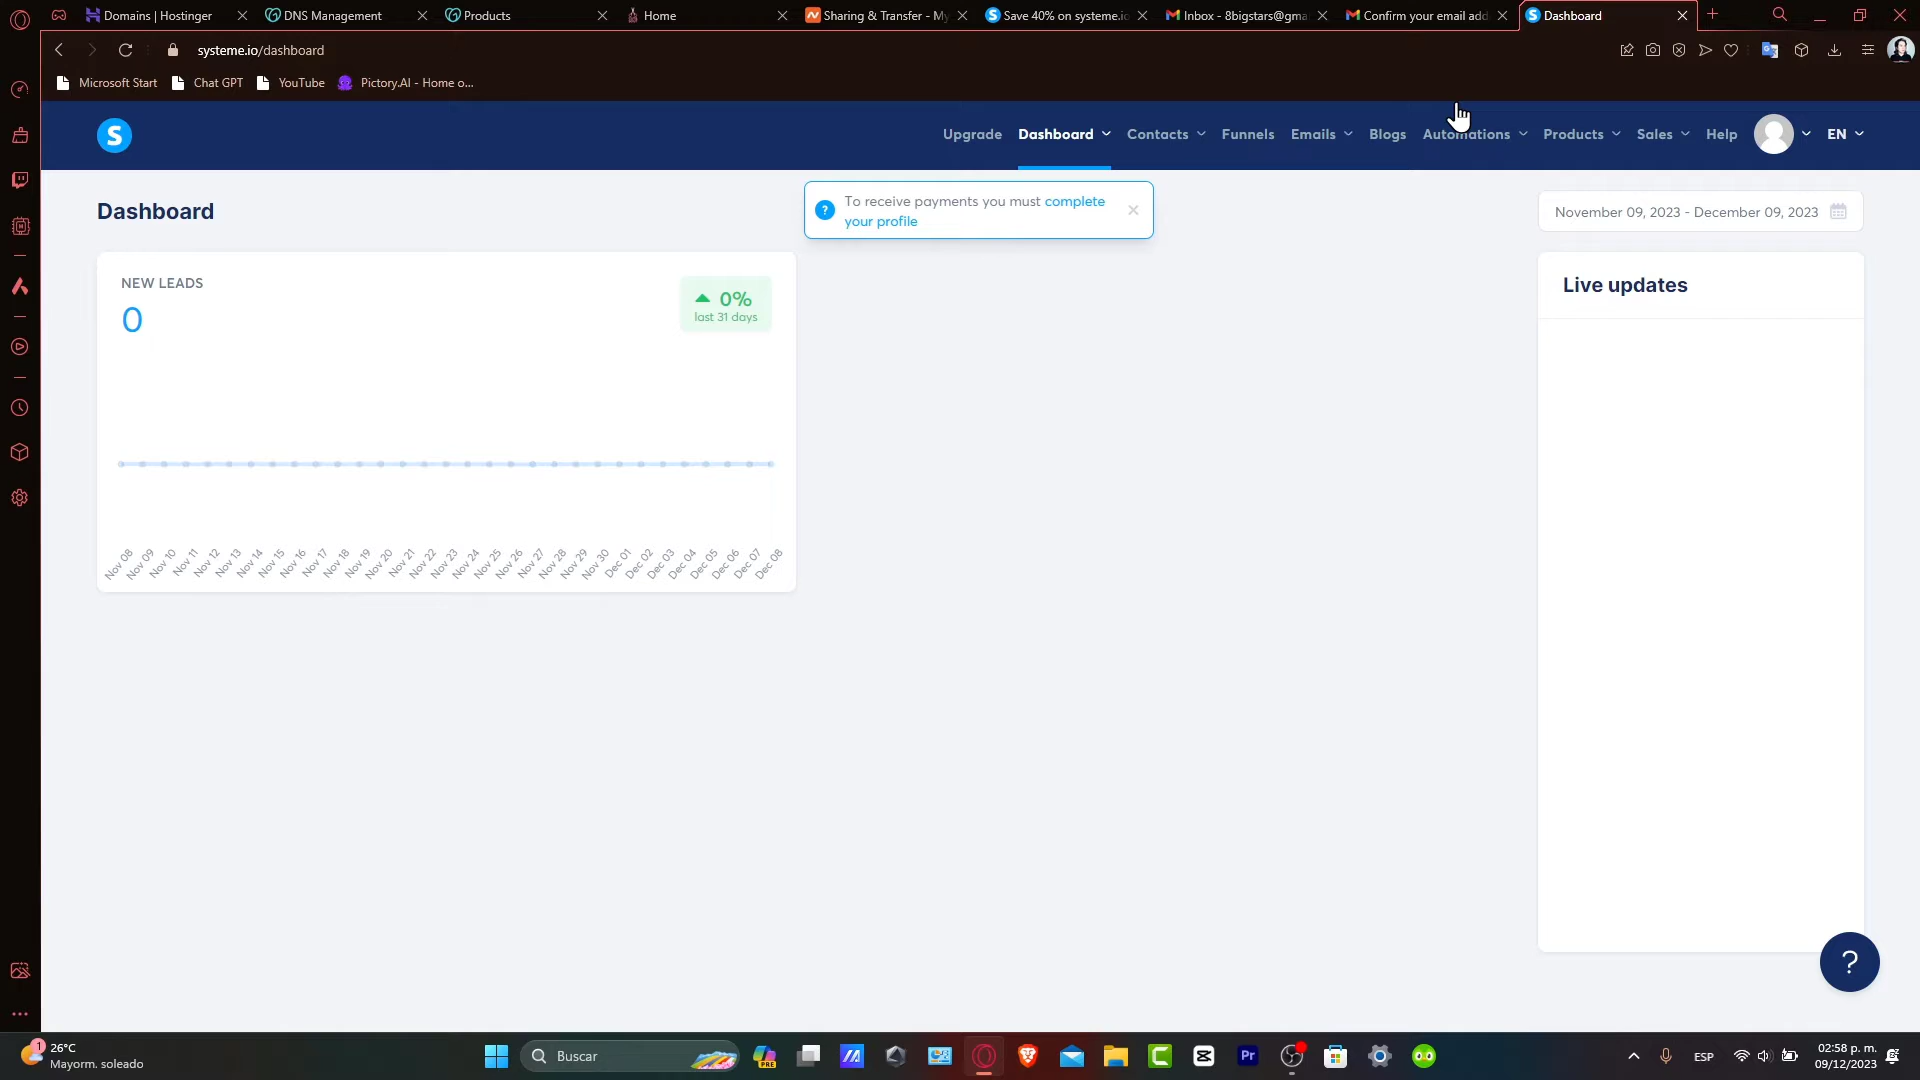 Domains | Hostinger
DNS Management
Products
Home
Sharing & Transfer - My
Save 40% on systeme.io
Inbox - 8bigstars@gma
Confirm your email add
Dashboard
systeme.io/dashboard
Microsoft Start
Chat GPT
YouTube
Pictory.AI - Home o...
S
Upgrade
Dashboard
Contacts
Funnels
Emails
Blogs
Automations
Products
Sales
Help
EN
Dashboard
To receive payments you must complete
your profile
November 09, 2023 - December 09, 2023
NEW LEADS
0
0%
last 31 days
Live updates
Nov 08
Nov 09
Nov 10
Nov 11
Nov 12
Nov 13
Nov 14
Nov 15
Nov 16
Nov 17
Nov 18
Nov 19
Nov 20
Nov 21
Nov 22
Nov 23
Nov 24
Nov 25
Nov 26
Nov 27
Nov 28
Nov 29
Nov 30
Dec 01
Dec 02
Dec 03
Dec 04
Dec 05
Dec 06
Dec 07
Dec 08
?
1
26°C
Mayorm. soleado
Buscar
PRE
Pr
ESP
02:58 p. m.
09/12/2023